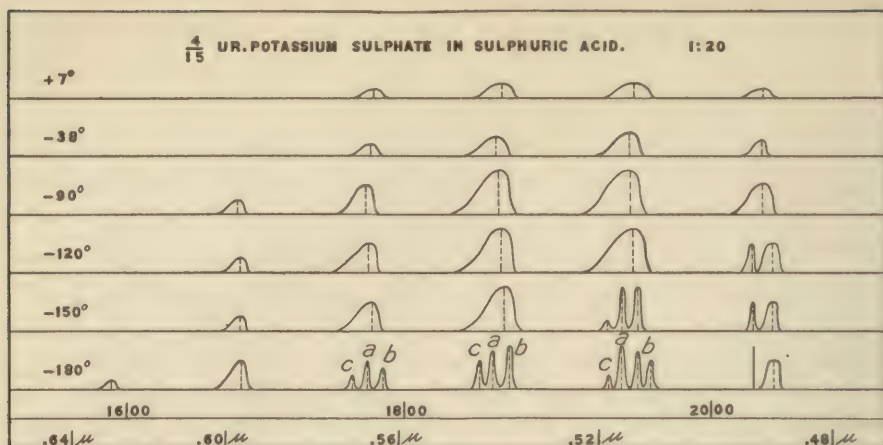 4/15 UR. POTASSIUM SULPHATE IN SULPHURIC ACID. 1:20
+7°
-38°
-90°
-120°
-150°
-180°
c a b
c a b
c a b
16|00 18|00 20|00
.64|μ .60|μ .56|μ .52|μ .48|μ